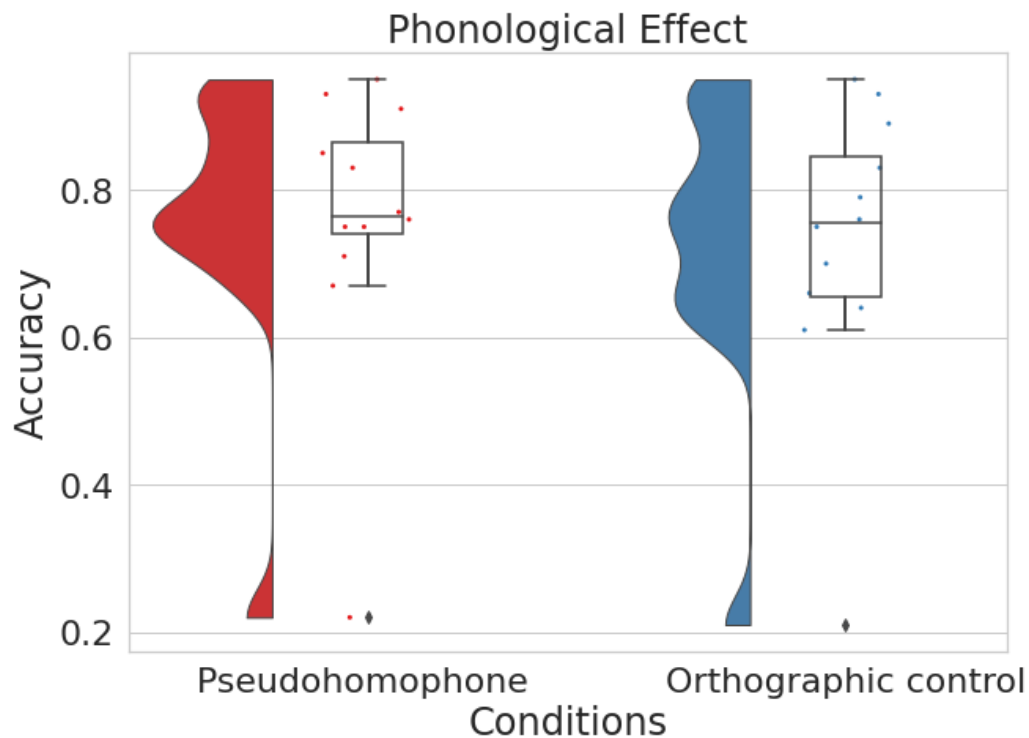 Phonological Effect
Accuracy
0.8
0.6
0.4
0.2
Pseudohomophone
Orthographic control
Conditions